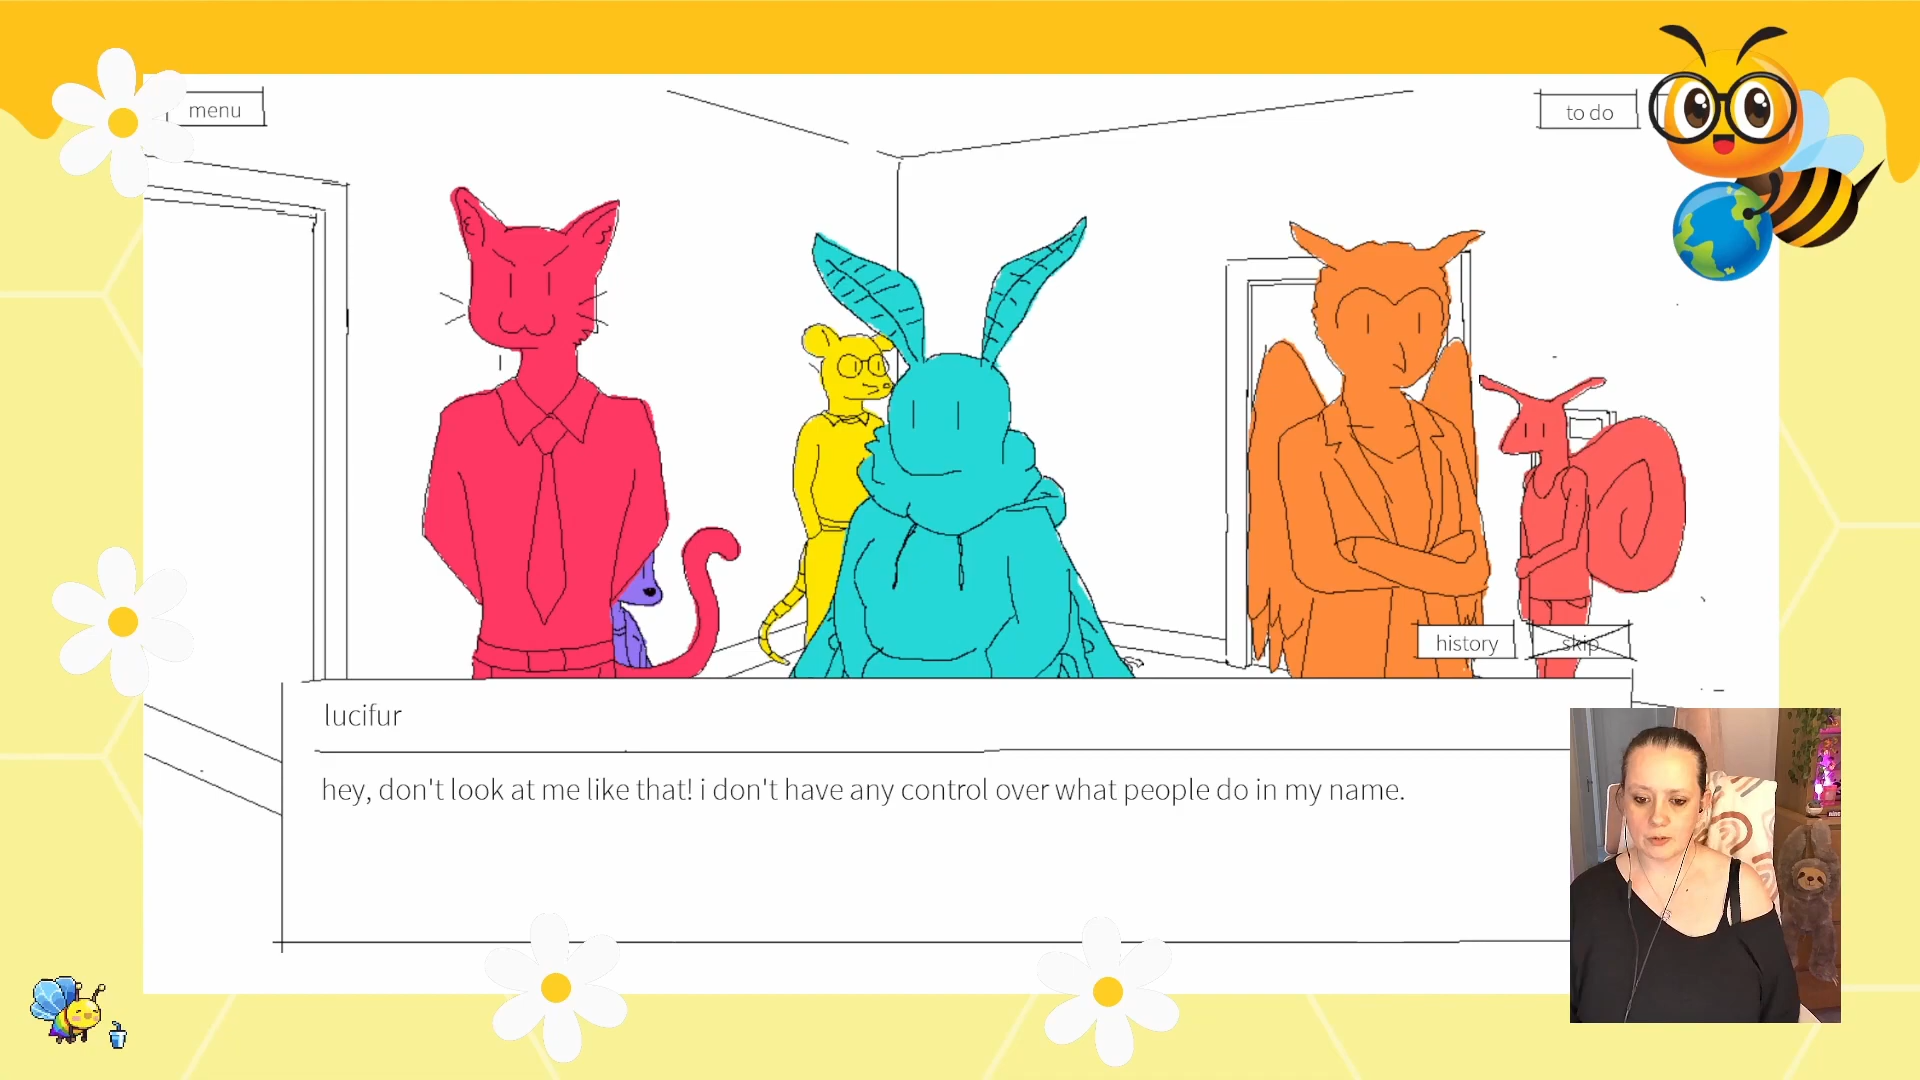 menu
to do
history
skip
lucifur
hey, don't look at me like that! i don't have any control over what people do in my name.